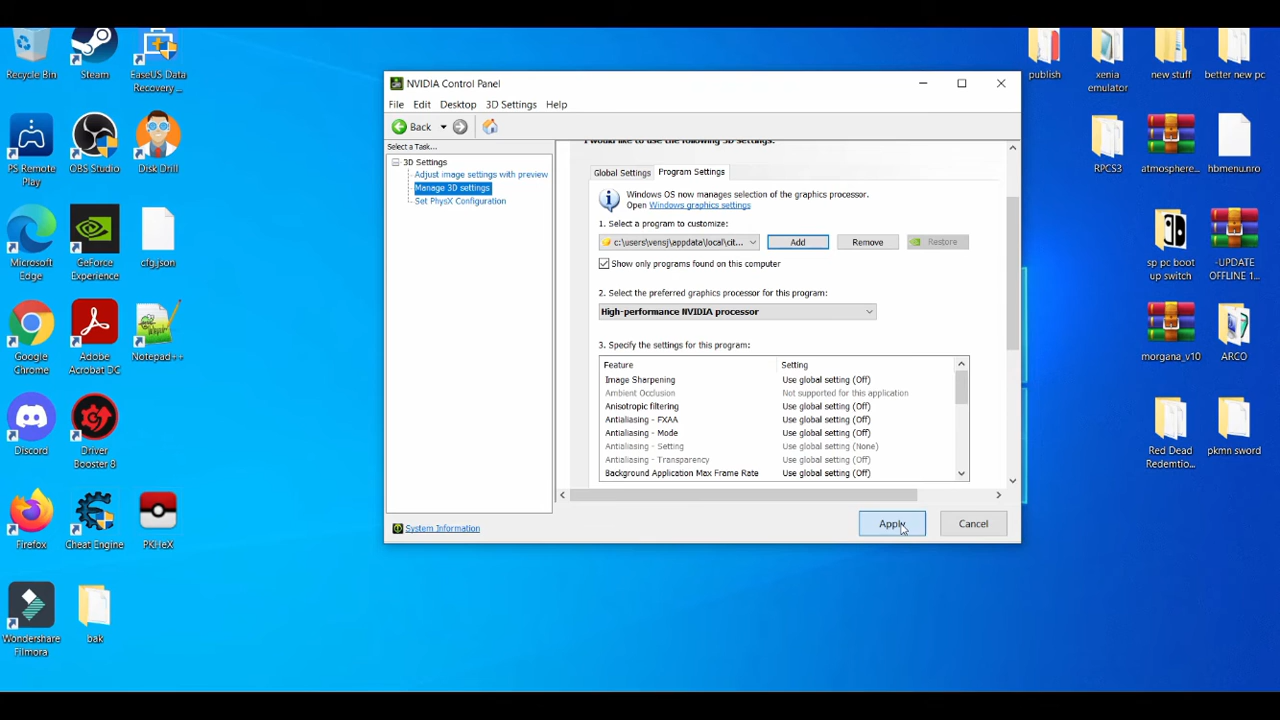 Recycle Bin
Steam
EaseUS Data
Recovery ...
PS Remote
Play
OBS Studio
Disk Drill
Microsoft
Edge
GeForce
Experience
cfg.json
Google
Chrome
Adobe
Acrobat DC
Notepad++
Discord
Driver
Booster 8
Firefox
Cheat Engine
PKHeX
Wondershare
Filmora
bak
NVIDIA Control Panel
File
Edit
Desktop
3D Settings
Help
Back
Select a Task...
3D Settings
Adjust image settings with preview
Manage 3D settings
Set PhysX Configuration
System Information
I would like to use the following 3D settings:
Global Settings
Program Settings
Windows OS now manages selection of the graphics processor.
Open Windows graphics settings
1. Select a program to customize:
c:\users\vensj\appdata\local\cit...
Add
Remove
Restore
Show only programs found on this computer
2. Select the preferred graphics processor for this program:
High-performance NVIDIA processor
3. Specify the settings for this program:
Feature Setting
Image Sharpening Use global setting (Off)
Ambient Occlusion Not supported for this application
Anisotropic filtering Use global setting (Off)
Antialiasing - FXAA Use global setting (Off)
Antialiasing - Mode Use global setting (Off)
Antialiasing - Setting Use global setting (None)
Antialiasing - Transparency Use global setting (Off)
Background Application Max Frame Rate Use global setting (Off)
Apply
Cancel
publish
xenia
emulator
new stuff
better new pc
RPCS3
atmosphere...
hbmenu.nro
sp pc boot
up switch
-UPDATE
OFFLINE 1...
morgana_v10
ARCO
Red Dead
Redemtio...
pkmn sword